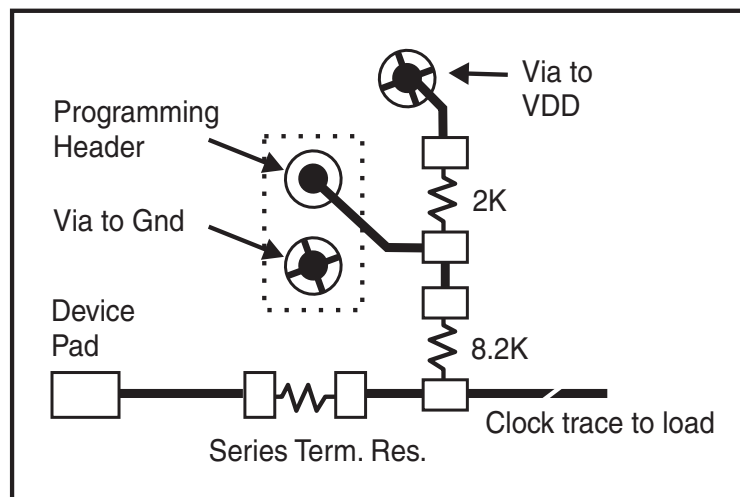 Via to
VDD
Programming
Header
2K
Via to Gnd
Device
Pad
8.2K
Clock trace to load
Series Term. Res.